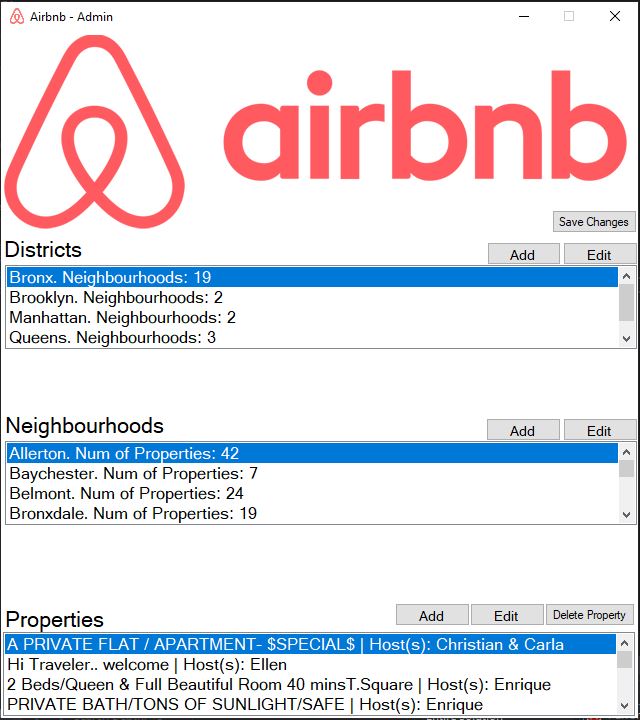 Airbnb - Admin
airbnb
Save Changes
Districts
Add Edit
Bronx. Neighbourhoods: 19
Brooklyn. Neighbourhoods: 2
Manhattan. Neighbourhoods: 2
Queens. Neighbourhoods: 3
Neighbourhoods
Add Edit
Allerton. Num of Properties: 42
Baychester. Num of Properties: 7
Belmont. Num of Properties: 24
Bronxdale. Num of Properties: 19
Properties
Add Edit Delete Property
A PRIVATE FLAT / APARTMENT- $SPECIAL$ | Host(s): Christian & Carla
Hi Traveler.. welcome | Host(s): Ellen
2 Beds/Queen & Full Beautiful Room 40 minsT.Square | Host(s): Enrique
PRIVATE BATH/TONS OF SUNLIGHT/SAFE | Host(s): Enrique